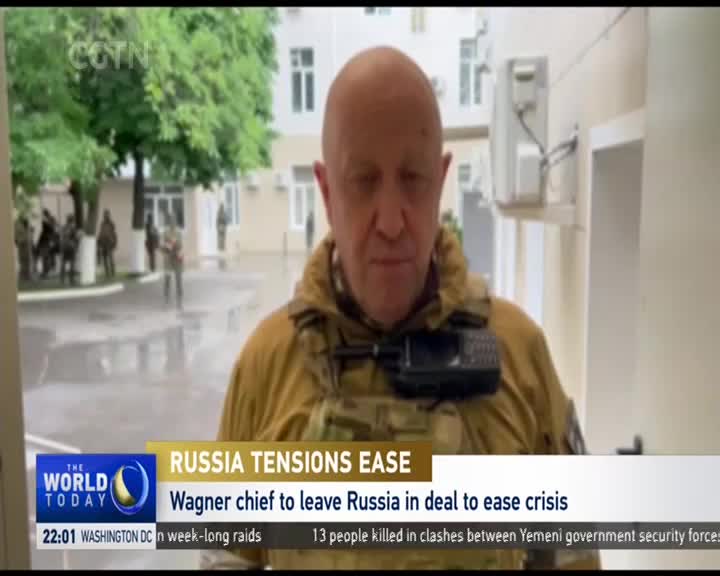 CGTN
RUSSIA TENSIONS EASE
THE
WORLD
TODAY
Wagner chief to leave Russia in deal to ease crisis
22:01 WASHINGTON DC
n week-long raids 13 people killed in clashes between Yemeni government security forces